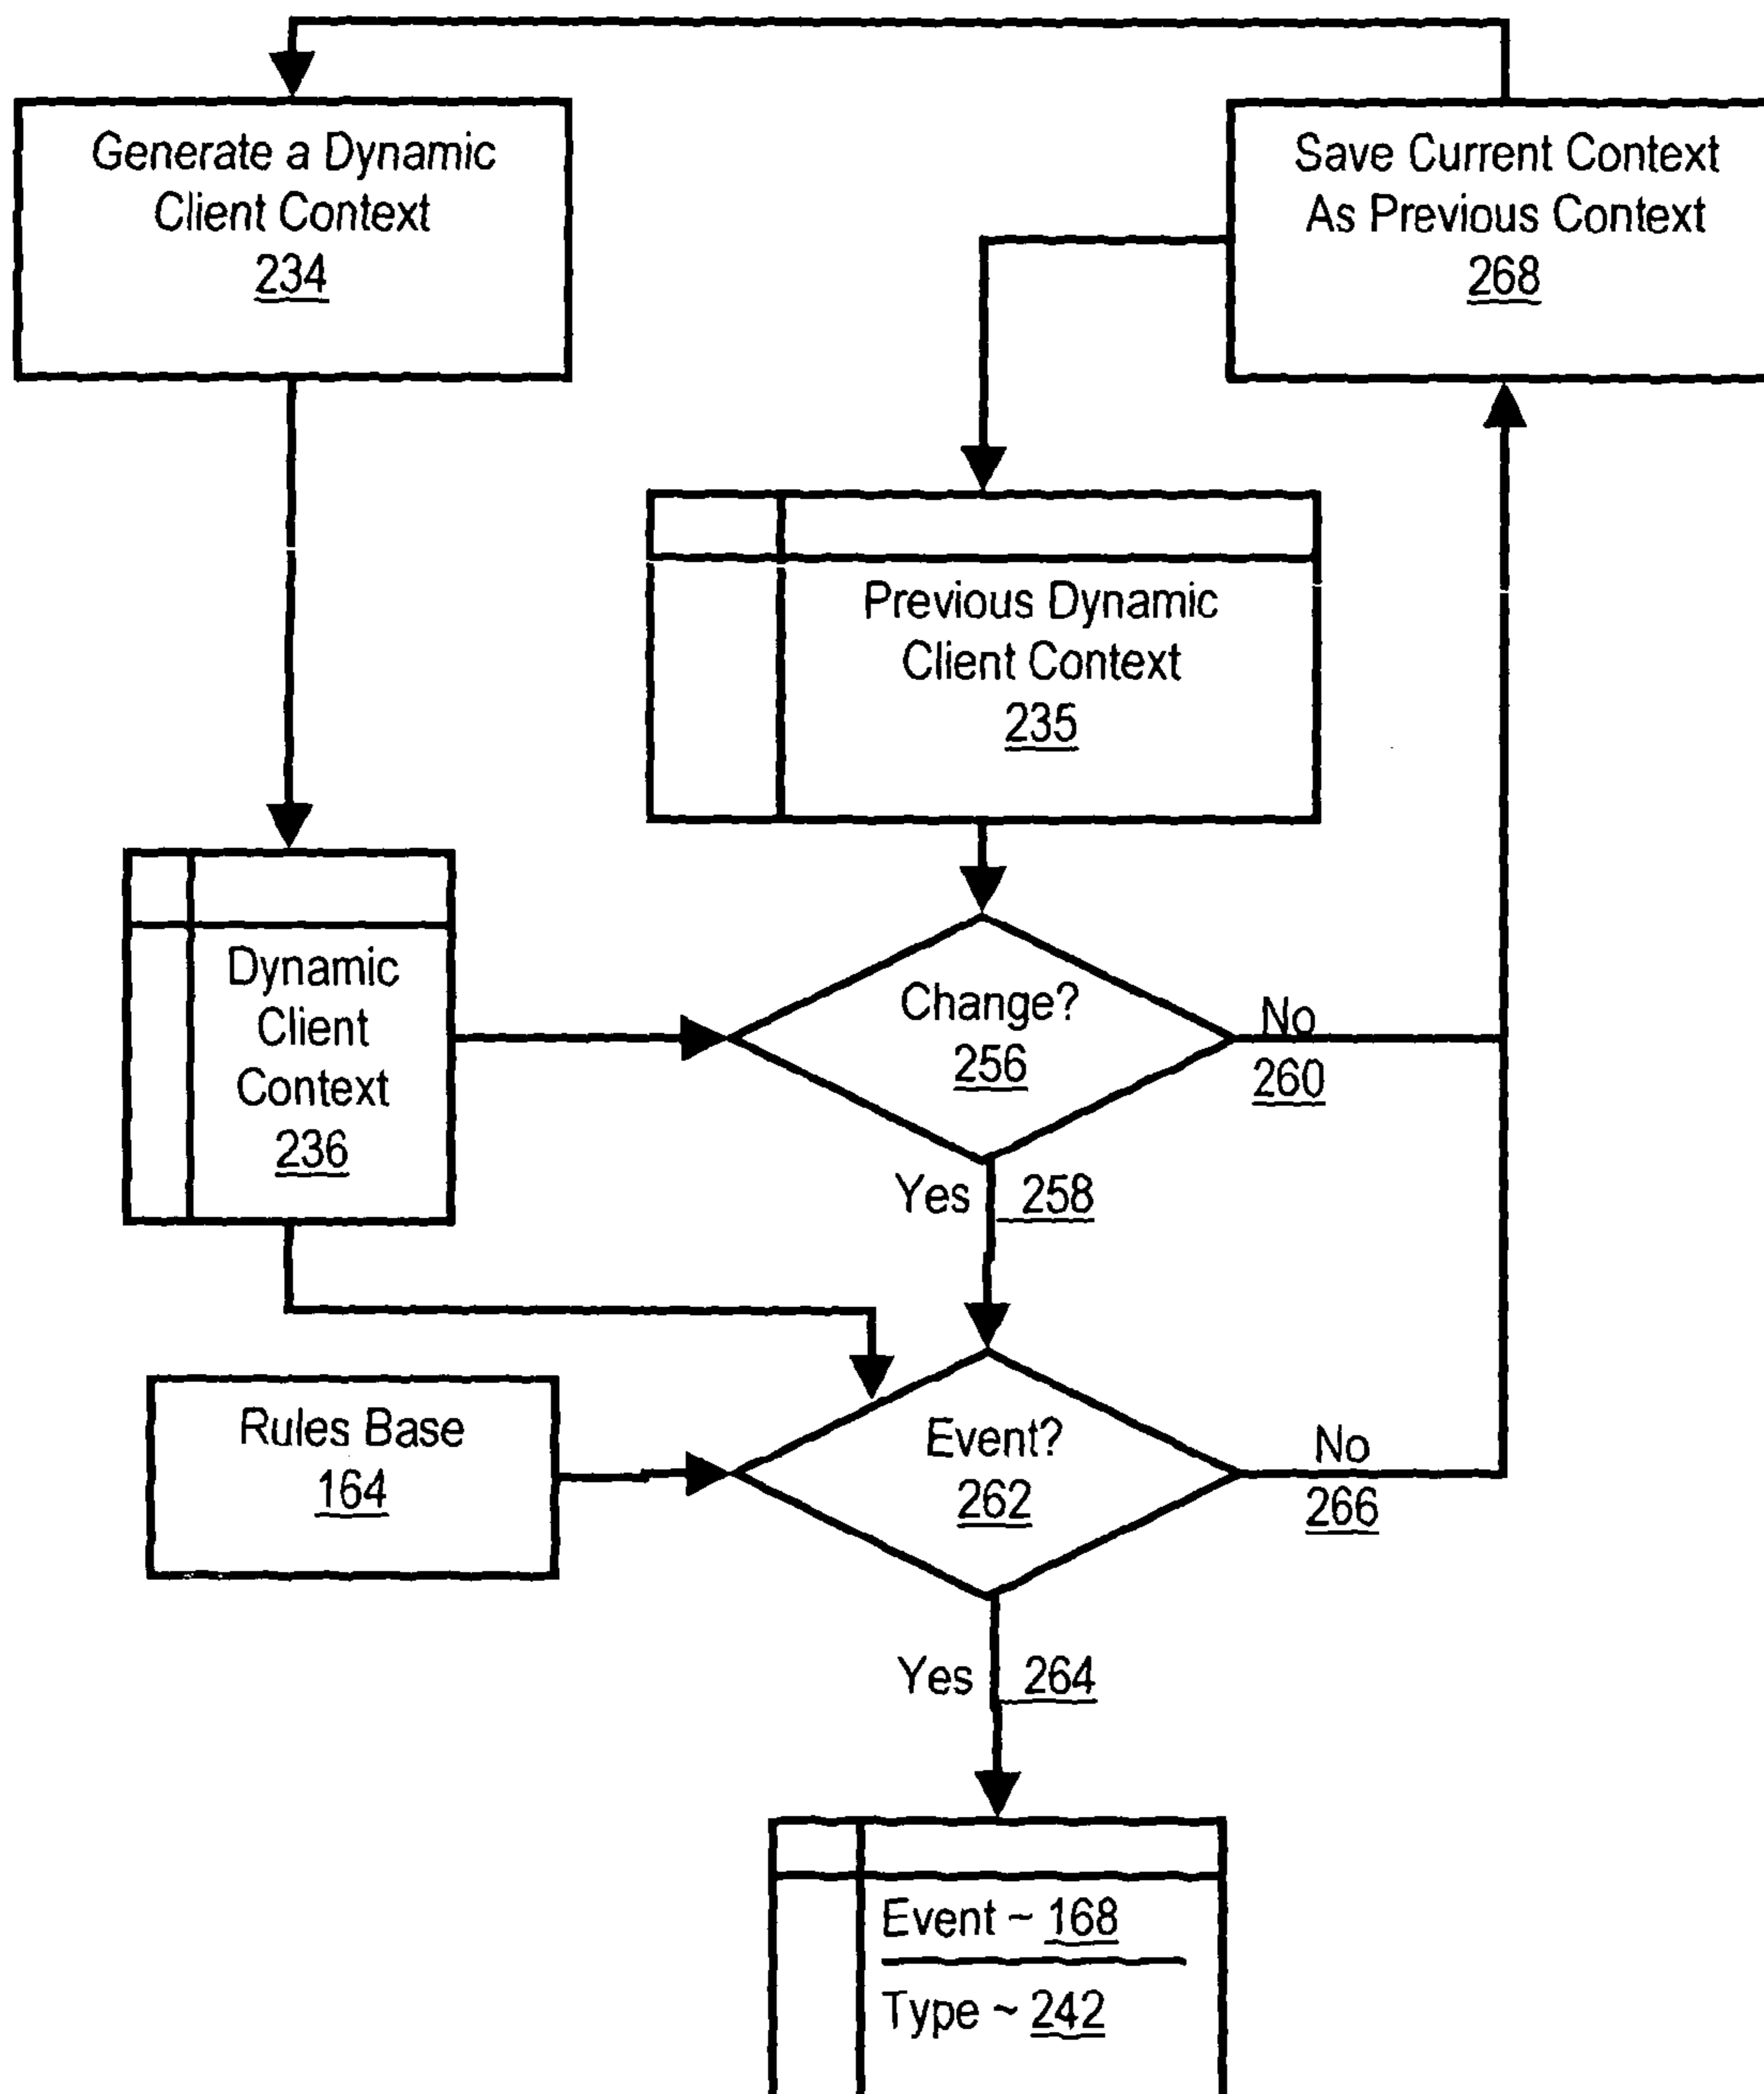 Generate a Dynamic
Client Context
234
Save Current Context
As Previous Context
268
Previous Dynamic
Client Context
235
Dynamic
Client
Context
236
Change?
256
No
260
Yes 258
Rules Base
164
Event?
262
No
266
Yes 264
Event ~ 168
Type ~ 242